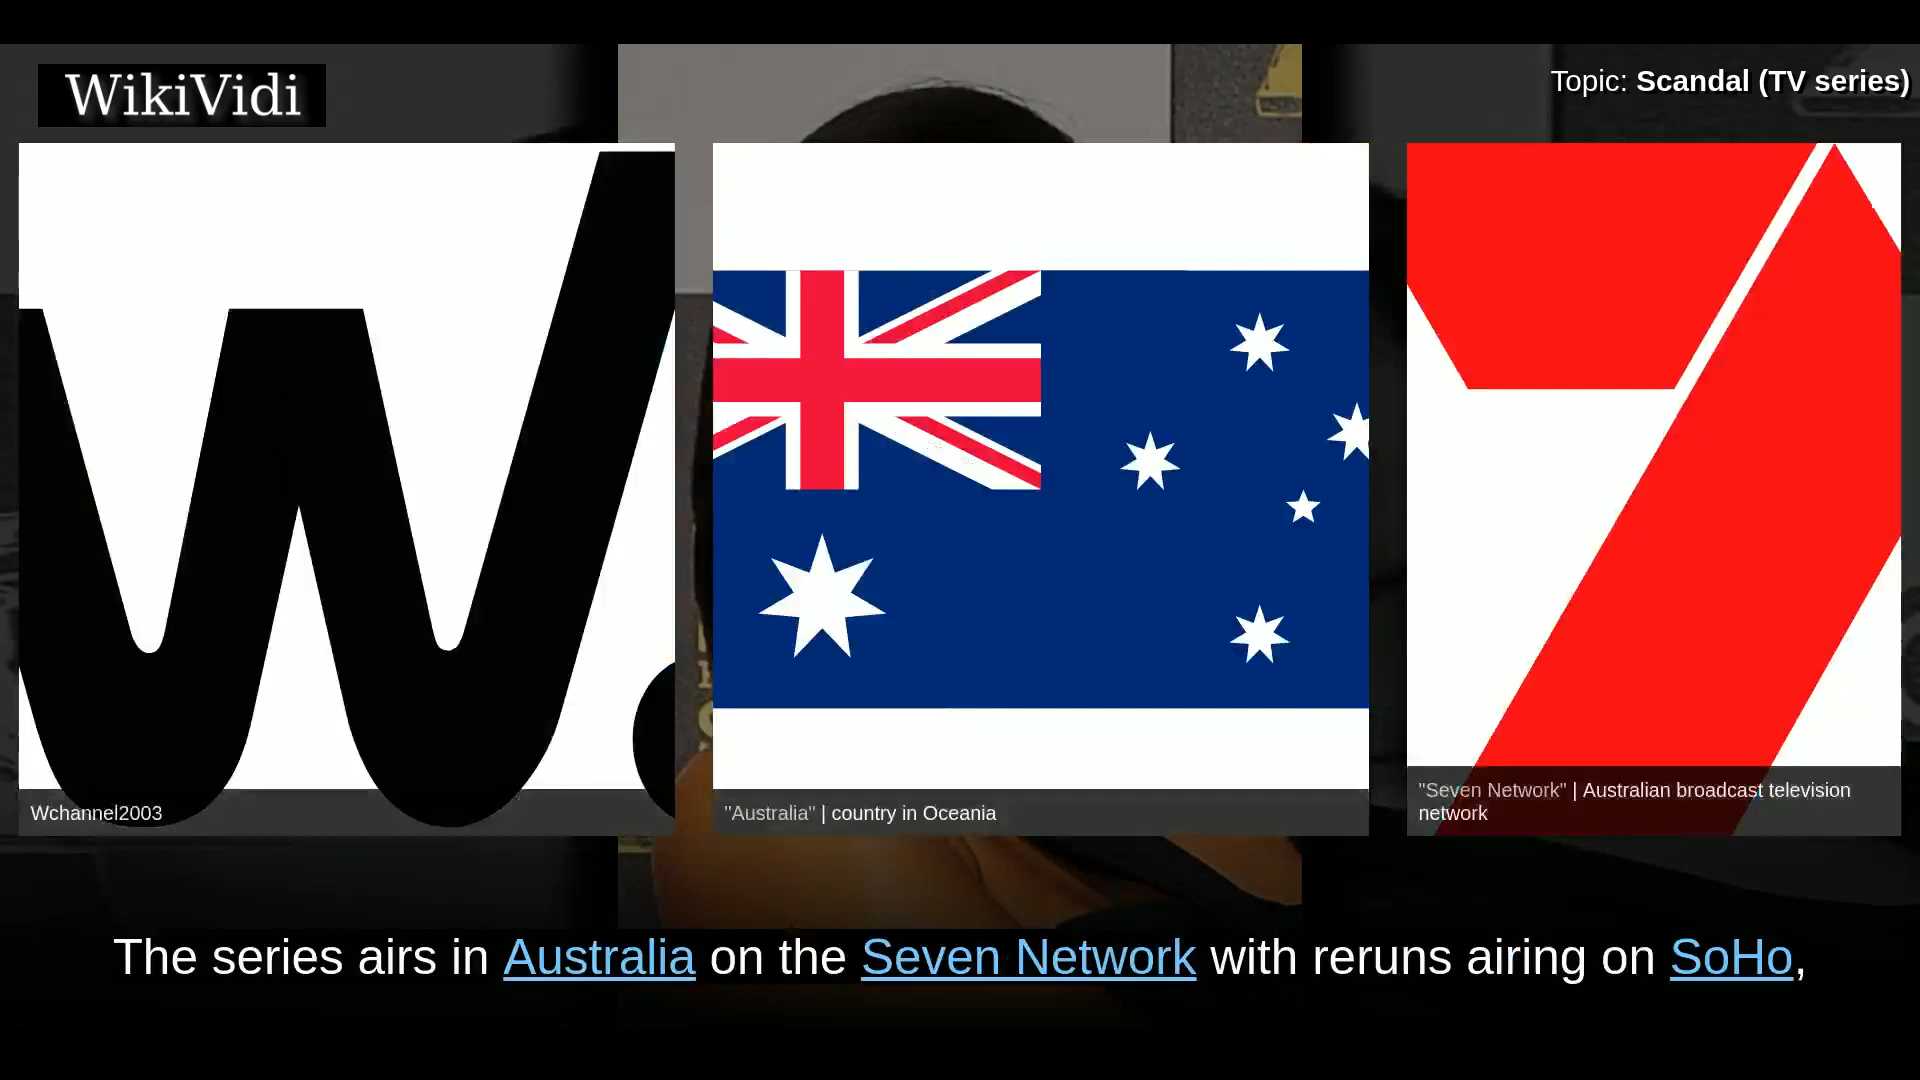 WikiVidi
Topic: Scandal (TV series)
W.
7
Wchannel2003
"Australia" | country in Oceania
"Seven Network" | Australian broadcast television
network
The series airs in Australia on the Seven Network with reruns airing on SoHo,